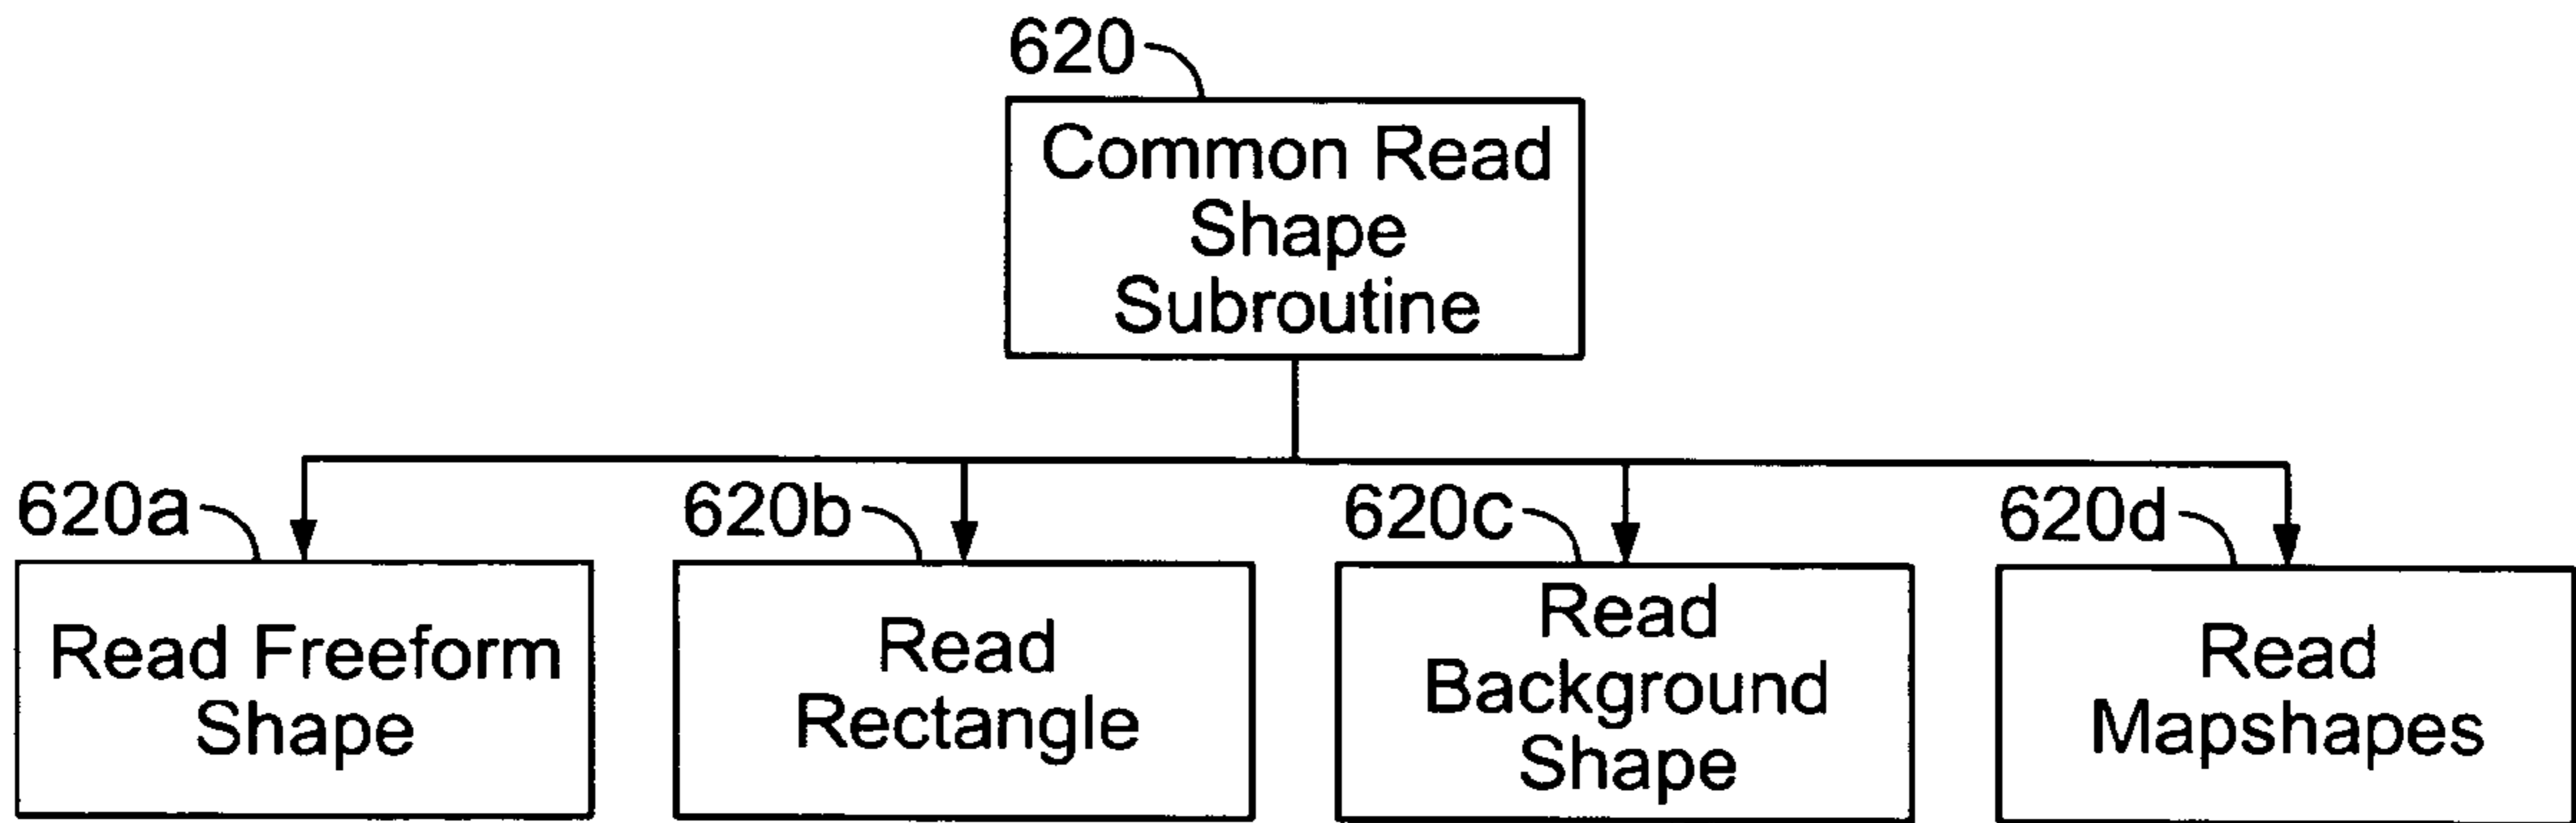 620
Common Read
Shape
Subroutine
620a
Read Freeform
Shape
620b
Read
Rectangle
620c
Read
Background
Shape
620d
Read
Mapshapes